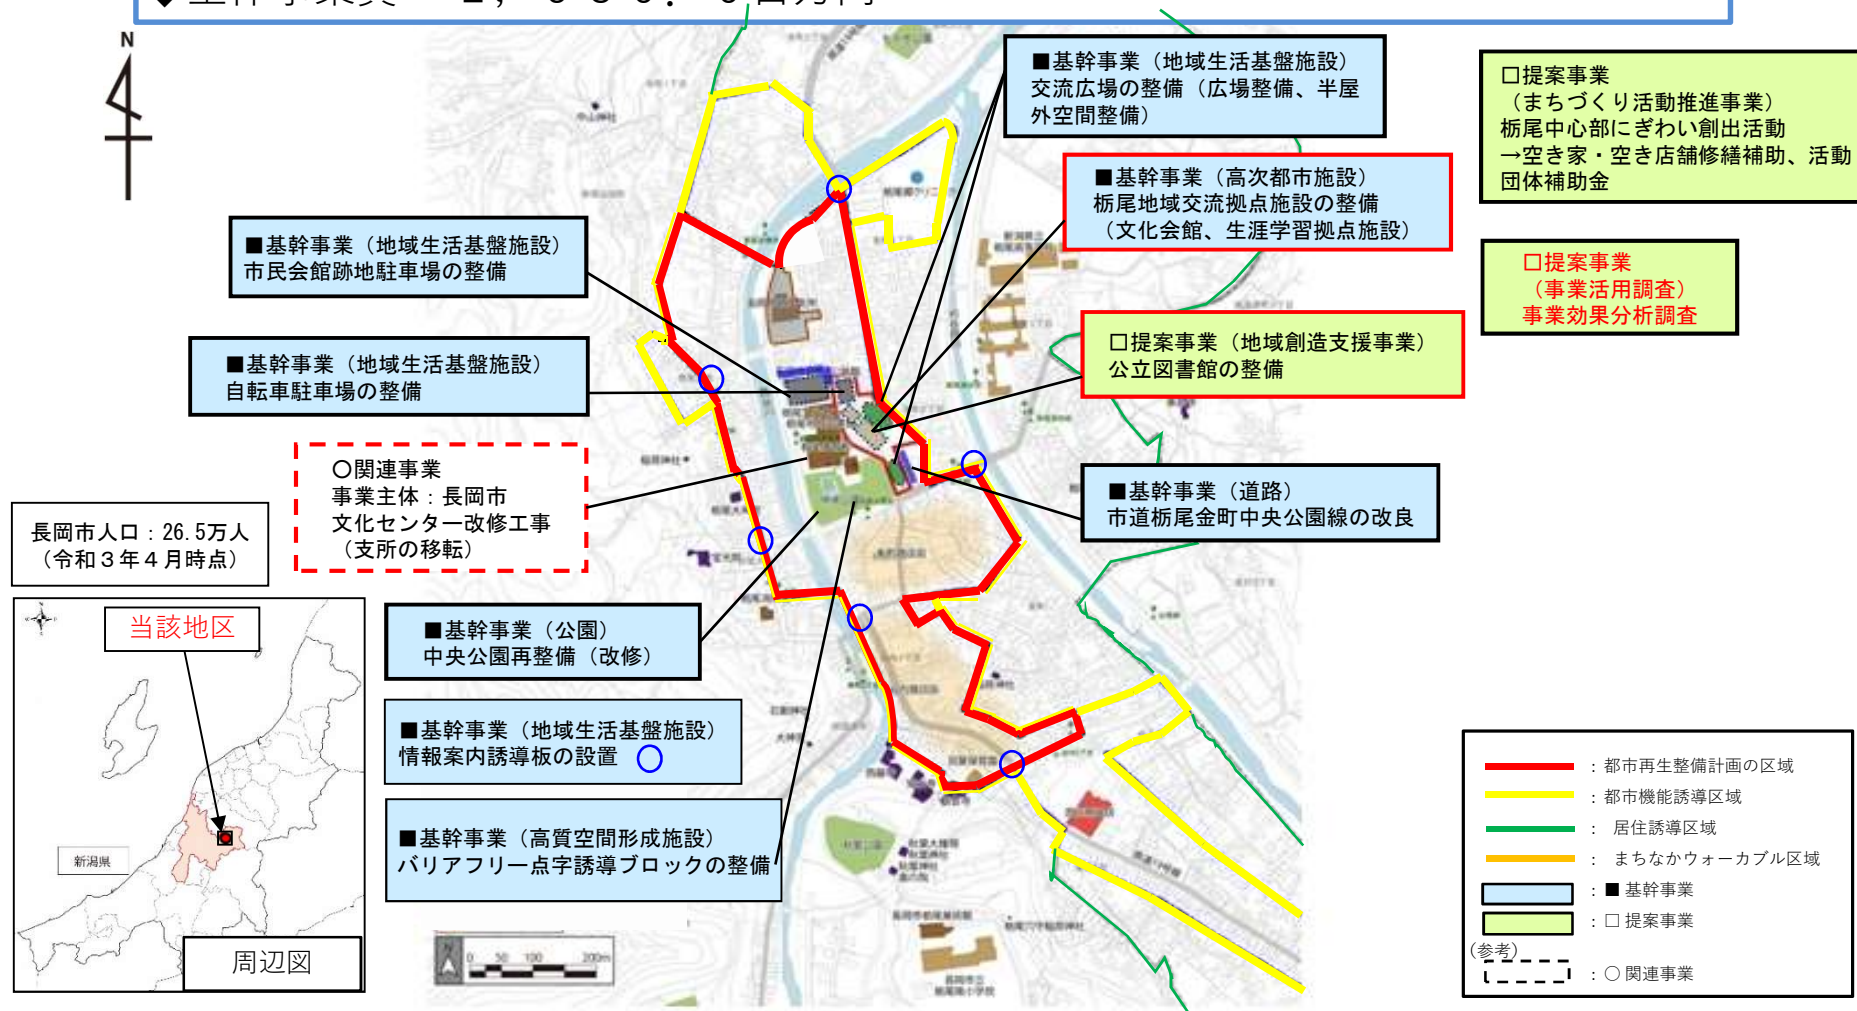 N
■基幹事業（地域生活基盤施設）
交流広場の整備（広場整備、半屋
外空間整備）
□提案事業
（まちづくり活動推進事業）
栃尾中心部にぎわい創出活動
→空き家・空き店舗修繕補助、活動
団体補助金
■基幹事業（高次都市施設）
栃尾地域交流拠点施設の整備
（文化会館、生涯学習拠点施設）
■基幹事業（地域生活基盤施設）
市民会館跡地駐車場の整備
□提案事業
（事業活用調査）
事業効果分析調査
□提案事業（地域創造支援事業）
公立図書館の整備
■基幹事業（地域生活基盤施設）
自転車駐車場の整備
〇関連事業
事業主体：長岡市
文化センター改修工事
（支所の移転）
■基幹事業（道路）
市道栃尾金町中央公園線の改良
長岡市人口：26.5万人
（令和３年４月時点）
当該地区
新潟県
周辺図
■基幹事業（公園）
中央公園再整備（改修）
■基幹事業（地域生活基盤施設）
情報案内誘導板の設置
■基幹事業（高質空間形成施設）
バリアフリー点字誘導ブロックの整備
N
0 50 100 200m
：都市再生整備計画の区域
：都市機能誘導区域
： 居住誘導区域
： まちなかウォーカブル区域
：■ 基幹事業
：□ 提案事業
(参考)
：〇 関連事業